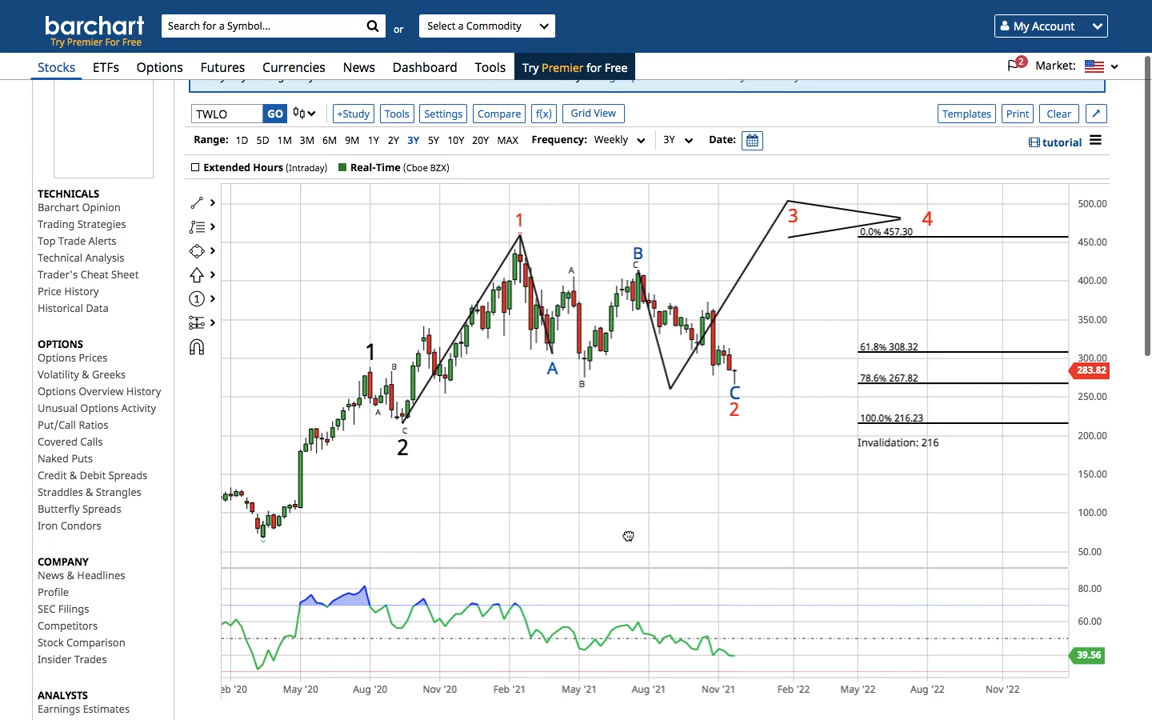 barchart
Try Premier For Free
Search for a Symbol...
or
Select a Commodity
My Account
Stocks ETFs Options Futures Currencies News Dashboard Tools Try Premier for Free
2 Market:
TWLO GO +Study Tools Settings Compare f(x) Grid View Templates Print Clear
Range: 1D 5D 1M 3M 6M 9M 1Y 2Y 3Y 5Y 10Y 20Y MAX Frequency: Weekly 3Y Date: tutorial
Extended Hours (Intraday) Real-Time (Cboe BZX)
TECHNICALS
Barchart Opinion
Trading Strategies
Top Trade Alerts
Technical Analysis
Trader's Cheat Sheet
Price History
Historical Data
OPTIONS
Options Prices
Volatility & Greeks
Options Overview History
Unusual Options Activity
Put/Call Ratios
Covered Calls
Naked Puts
Credit & Debit Spreads
Straddles & Strangles
Butterfly Spreads
Iron Condors
COMPANY
News & Headlines
Profile
SEC Filings
Competitors
Stock Comparison
Insider Trades
ANALYSTS
Earnings Estimates
1
1
2
1
A
B
C
A
A
B
B
C
C
2
3
4
0.0% 457.30
61.8% 308.32
78.6% 267.82
100.0% 216.23
Invalidation: 216
500.00
450.00
400.00
350.00
300.00
283.82
250.00
200.00
150.00
100.00
50.00
80.00
60.00
39.56
eb '20 May '20 Aug '20 Nov '20 Feb '21 May '21 Aug '21 Nov '21 Feb '22 May '22 Aug '22 Nov '22